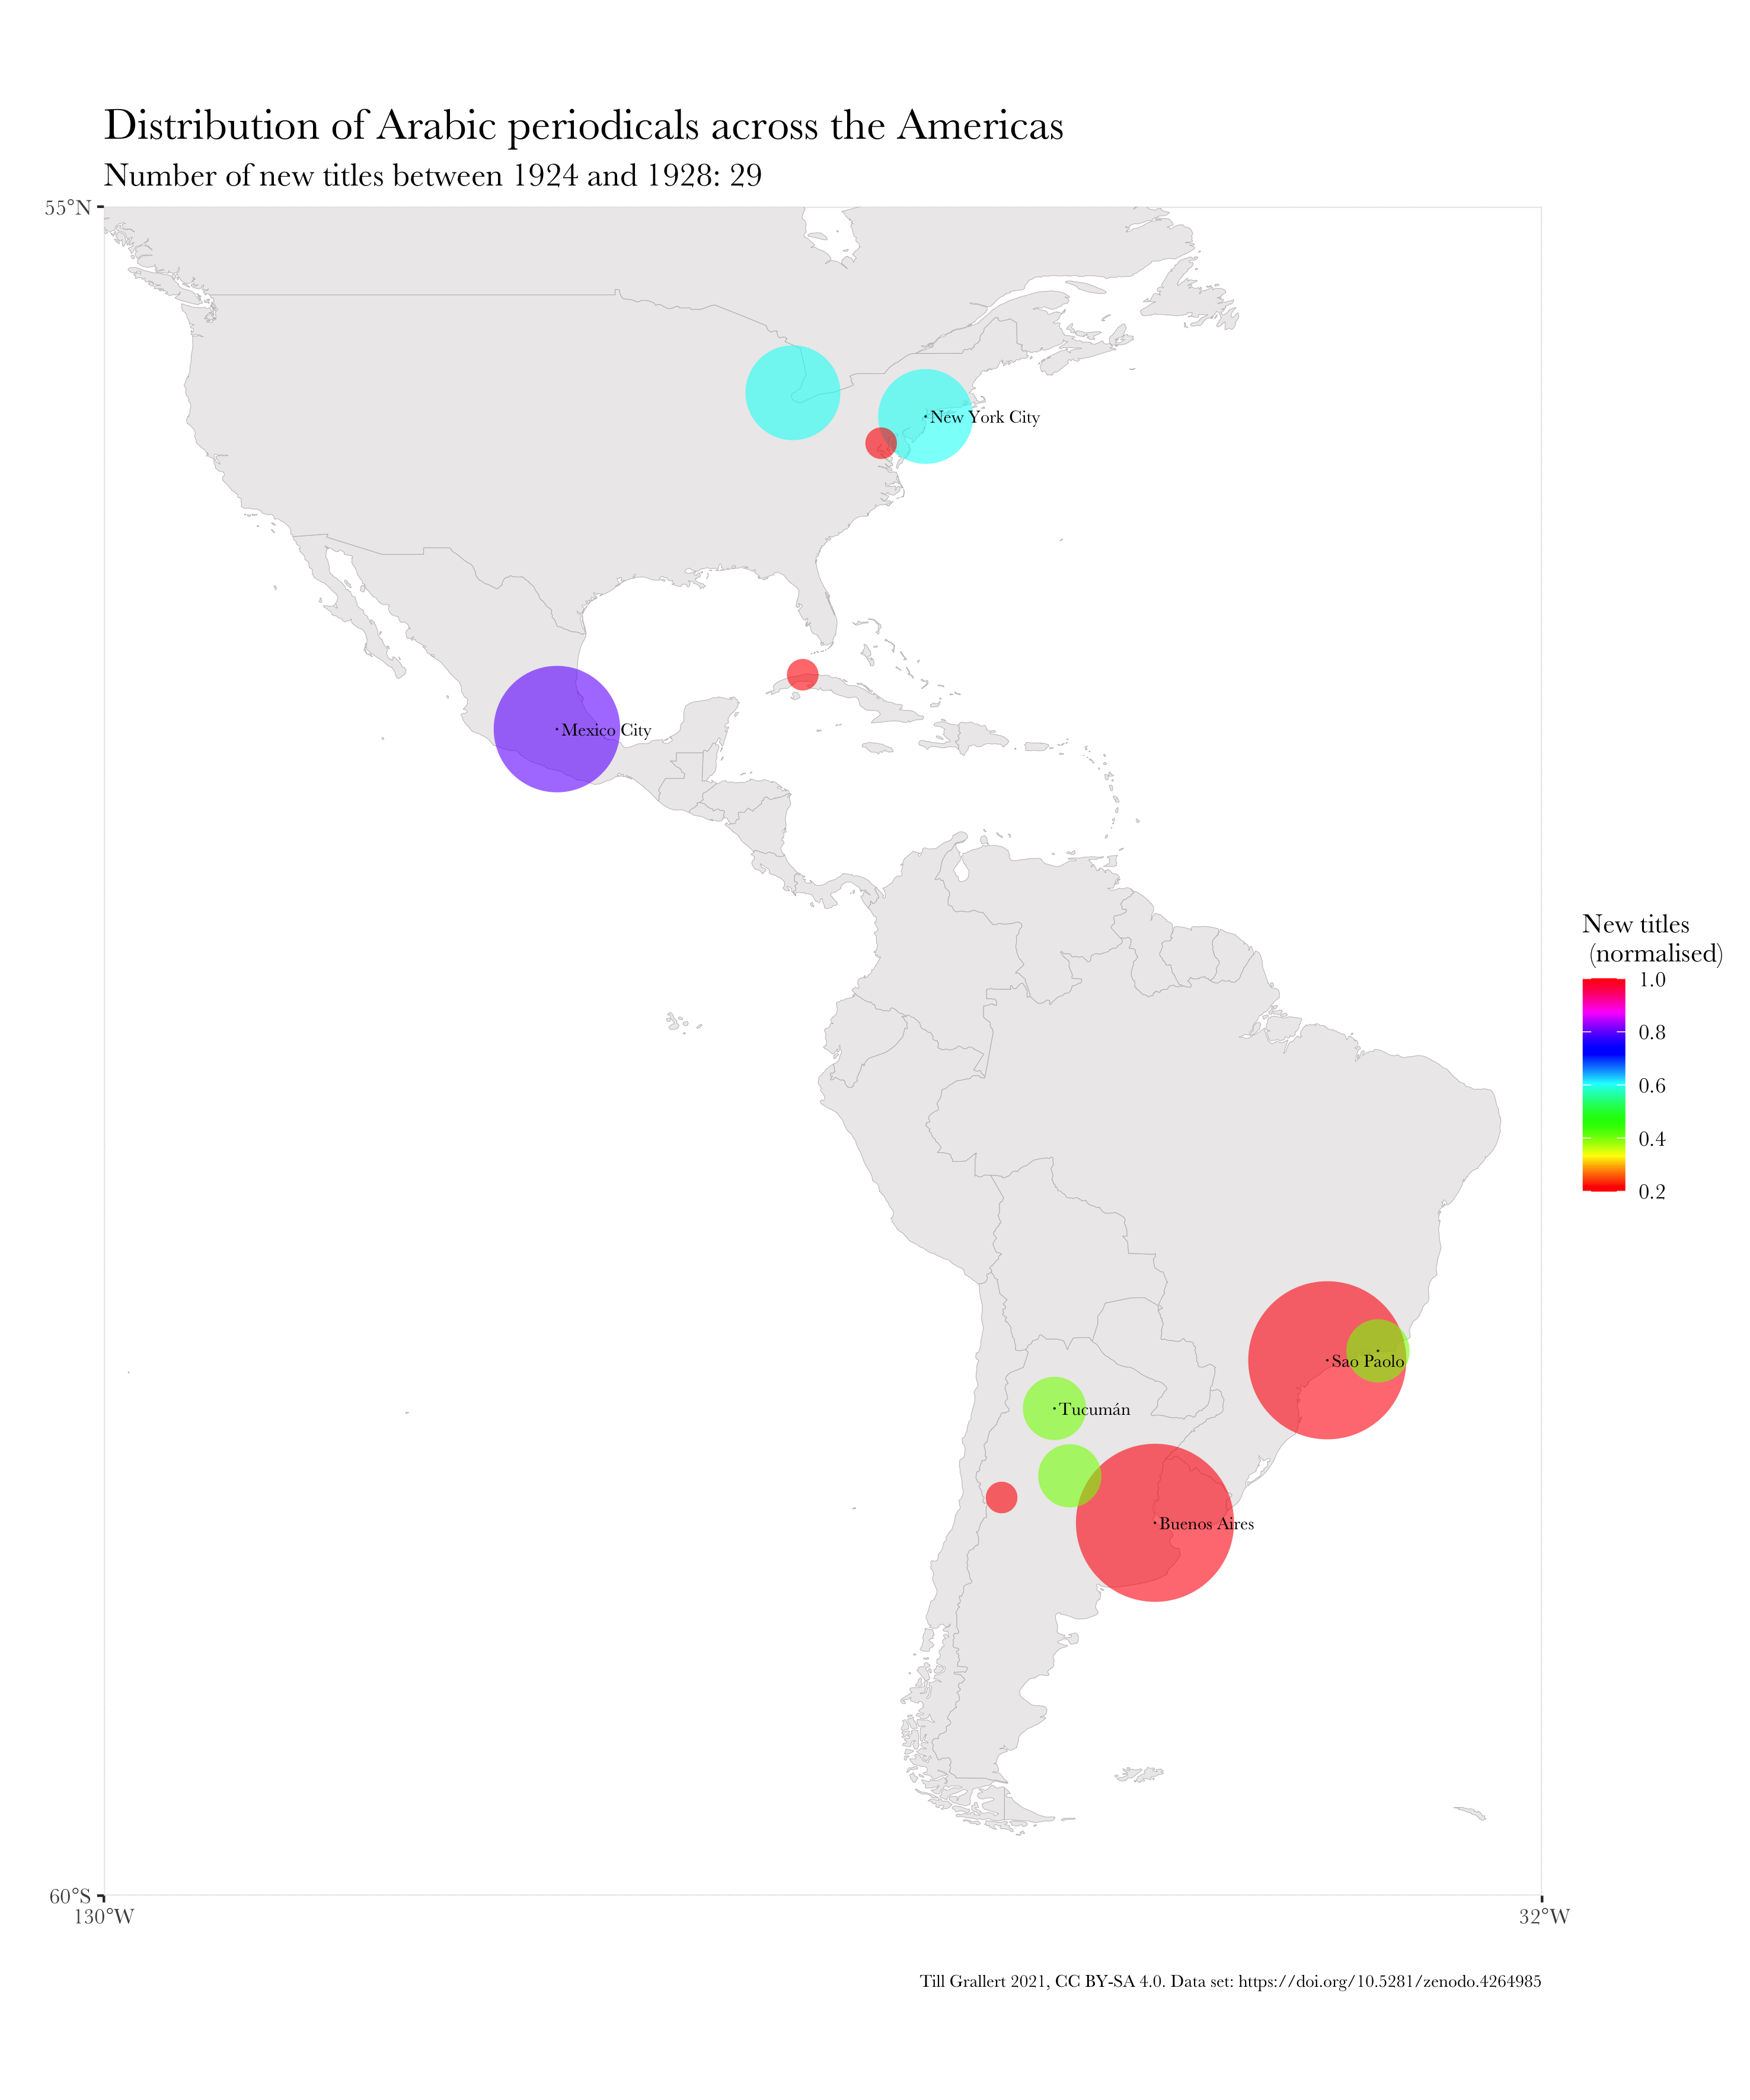 Distribution of Arabic periodicals across the Americas
Number of new titles between 1924 and 1928: 29
55°N
New York City
Mexico City
New titles
(normalised)
1.0
0.8
0.6
0.4
0.2
Sao Paolo
Tucumán
Buenos Aires
60°S
130°W
32°W
Till Grallert 2021, CC BY-SA 4.0. Data set: https://doi.org/10.5281/zenodo.4264985